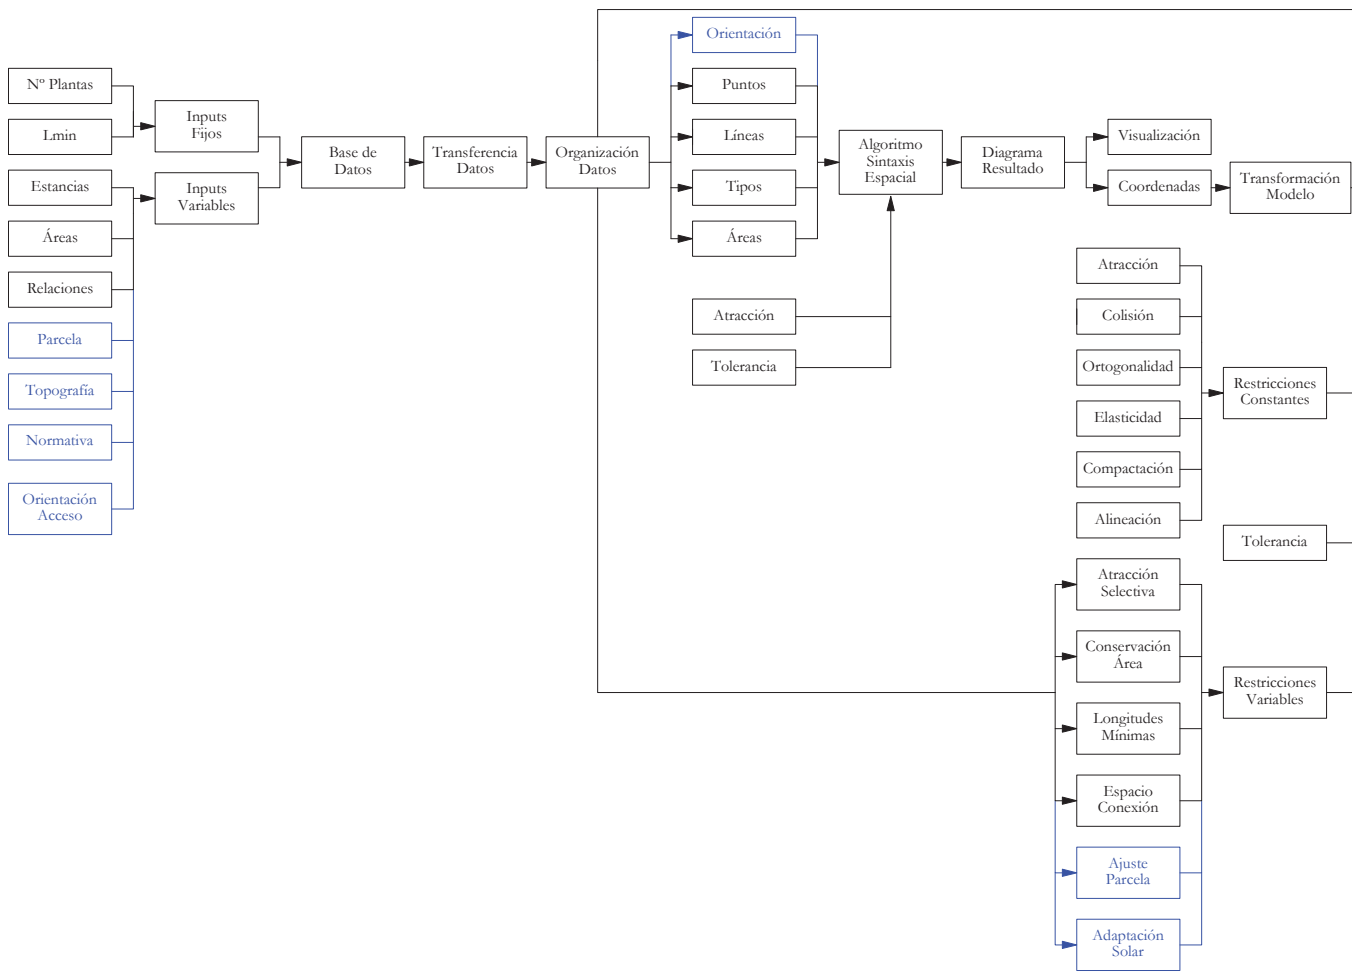 Nº Plantas
Lmin
Estancias
Áreas
Relaciones
Parcela
Topografía
Normativa
Orientación
Acceso
Inputs
Fijos
Inputs
Variables
Base de
Datos
Transferencia
Datos
Organización
Datos
Orientación
Puntos
Líneas
Tipos
Áreas
Atracción
Tolerancia
Algoritmo
Sintaxis
Espacial
Diagrama
Resultado
Visualización
Coordenadas
Transformación
Modelo
Atracción
Colisión
Ortogonalidad
Elasticidad
Compactación
Alineación
Restricciones
Constantes
Tolerancia
Atracción
Selectiva
Conservación
Área
Longitudes
Mínimas
Espacio
Conexión
Ajuste
Parcela
Adaptación
Solar
Restricciones
Variables